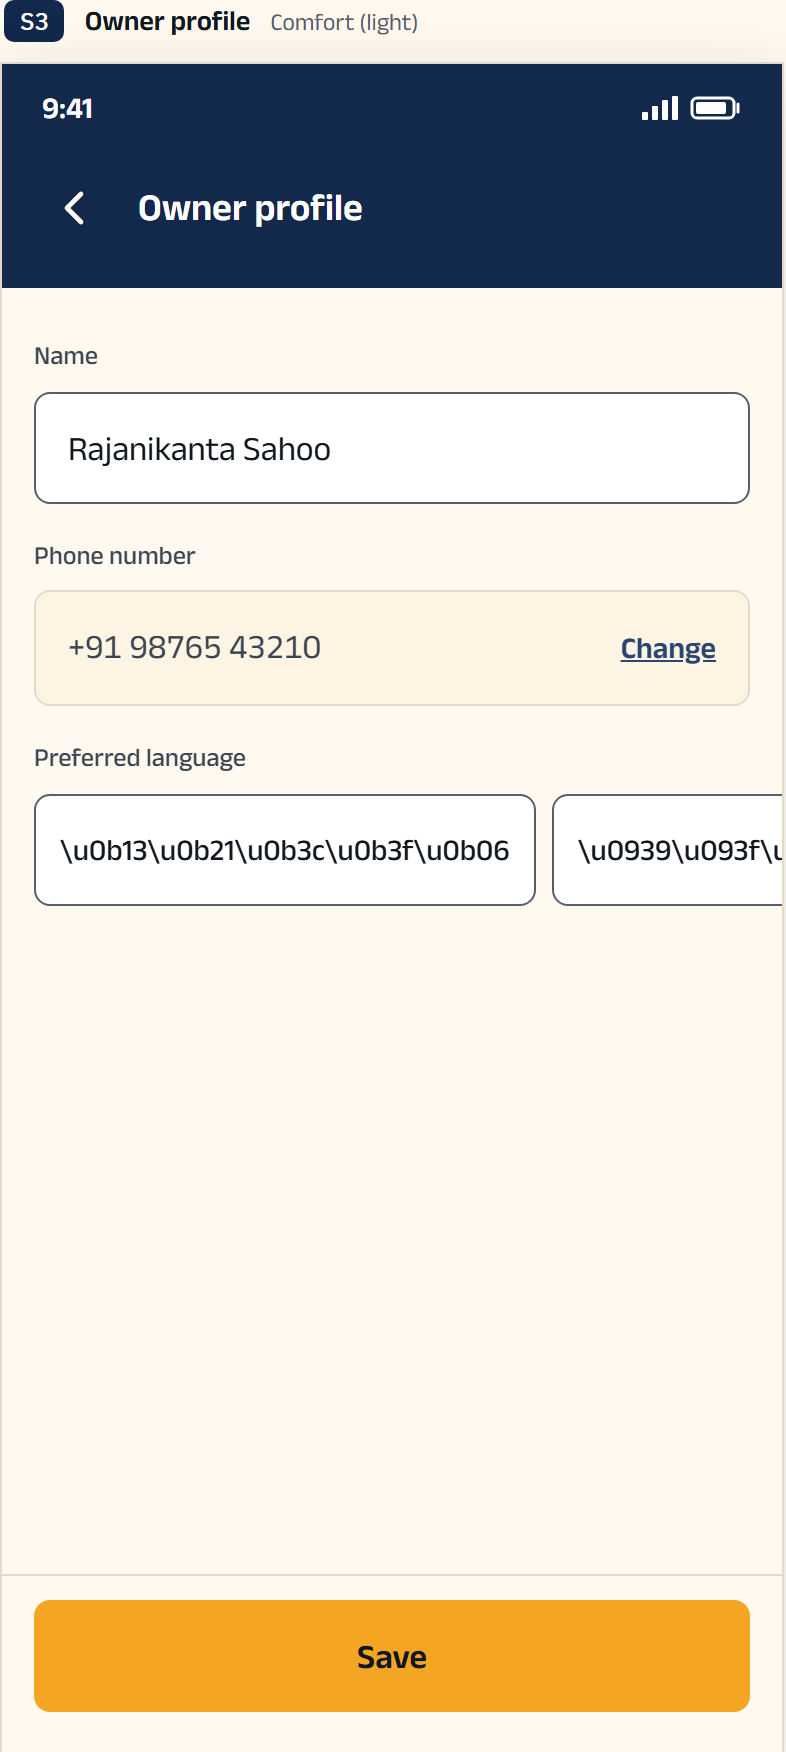 S3 Owner profile Comfort (light)
9:41
Owner profile
Name
Rajanikanta Sahoo
Phone number
+91 98765 43210
Change
Preferred language
\u0b13\u0b21\u0b3c\u0b3f\u0b06
\u0939\u093f\u
Save